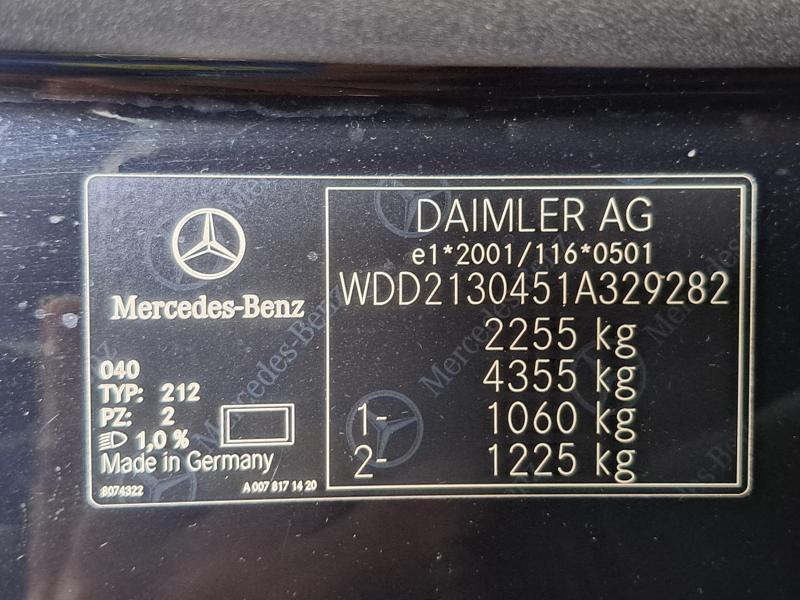 Mercedes-Benz
040
TYP: 212
PZ: 2
1,0 %
Made in Germany
8074322
A 007 817 14 20
DAIMLER AG
e1*2001/116*0501
WDD2130451A329282
2255 kg
4355 kg
1- 1060 kg
2- 1225 kg